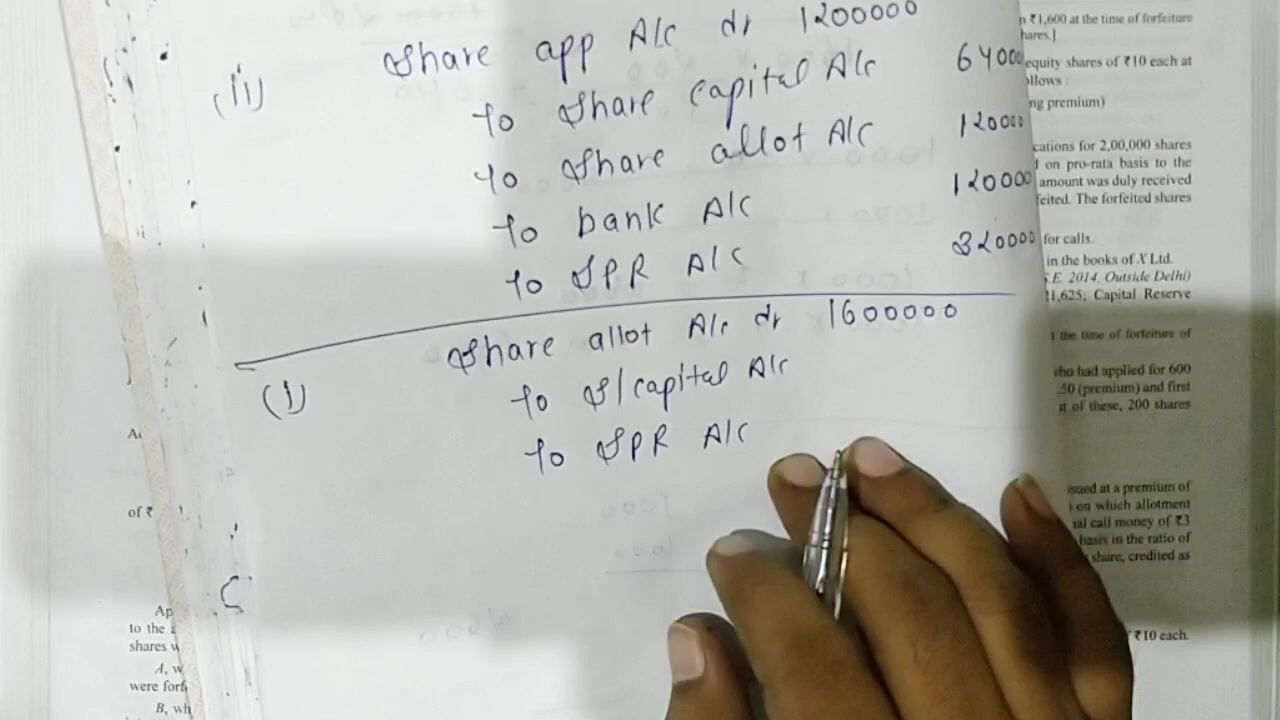 Share app A/c dr 1200000
(ii)
To Share capital A/c 64000
To Share allot A/c 120000
To bank A/c 120000
To SPR A/c 320000
Share allot A/c dr 1600000
(i)
To S/capital A/c
To SPR A/c
₹1,600 at the time of forfeiture
hares.]
equity shares of ₹10 each at
llows :
ng premium)
cations for 2,00,000 shares
on pro-rata basis to the
amount was duly received
feited. The forfeited shares
for calls.
in the books of X Ltd.
S.E. 2014, Outside Delhi)
1,625; Capital Reserve
the time of forfeiture of
who had applied for 600
.50 (premium) and first
of these, 200 shares
issued at a premium of
on which allotment
call money of ₹3
basis in the ratio of
share, credited as
₹10 each.
of ₹
Ap
to the
shares w
A, w
were forf
B, wh